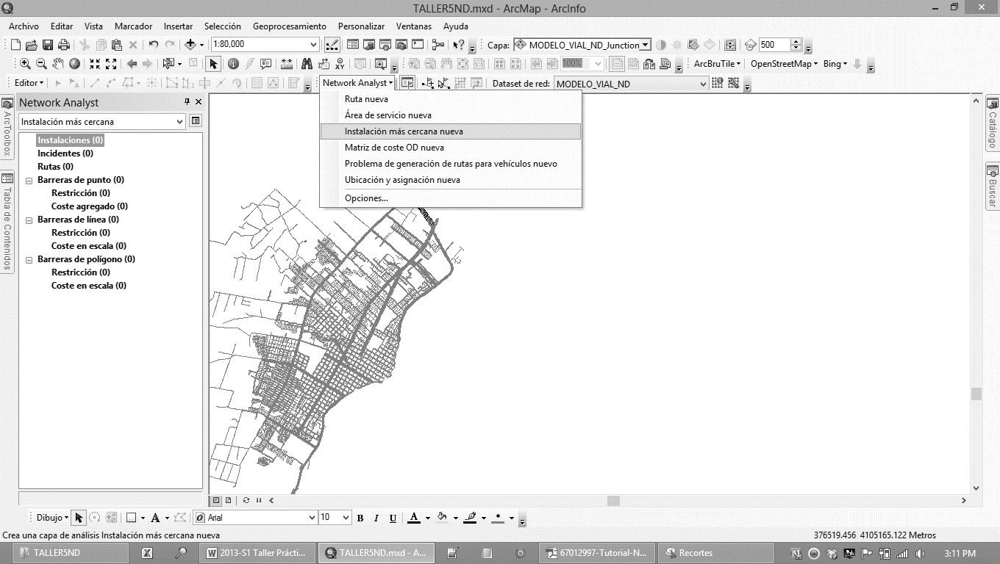 TALLER5ND.mxd - ArcMap - ArcInfo
Archivo Editar Vista Marcador Insertar Selección Geoprocesamiento Personalizar Ventanas Ayuda
1:80,000 Capa: MODELO_VIAL_ND_Junction 500
100% ArcBruTile OpenStreetMap Bing
Editor Network Analyst Dataset de red: MODELO_VIAL_ND
Network Analyst
Instalación más cercana
Instalaciones (0)
Incidentes (0)
Rutas (0)
Barreras de punto (0)
Restricción (0)
Coste agregado (0)
Barreras de línea (0)
Restricción (0)
Coste en escala (0)
Barreras de polígono (0)
Restricción (0)
Coste en escala (0)
Ruta nueva
Área de servicio nueva
Instalación más cercana nueva
Matriz de coste OD nueva
Problema de generación de rutas para vehículos nuevo
Ubicación y asignación nueva
Opciones...
ArcToolbox
Tabla de Contenidos
Catálogo
Buscar
Dibujo A Arial 10 B I U A
Crea una capa de análisis Instalación más cercana nueva 376519.456 4105165.122 Metros
TALLER5ND 2013-S1 Taller Prácti... TALLER5ND.mxd - A... 67012997-Tutorial-N... Recortes 3:11 PM